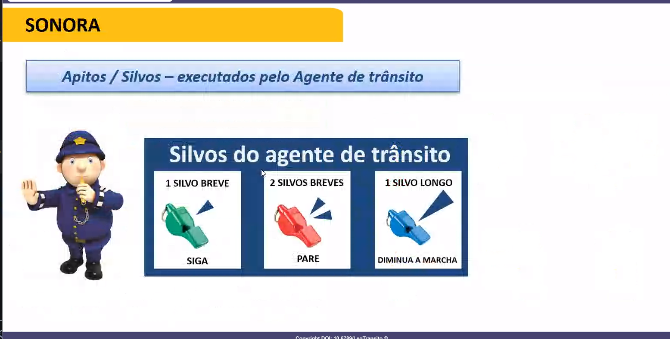 SONORA
Apitos / Silvos – executados pelo Agente de trânsito
Silvos do agente de trânsito
1 SILVO BREVE
SIGA
2 SILVOS BREVES
PARE
1 SILVO LONGO
DIMINUA A MARCHA